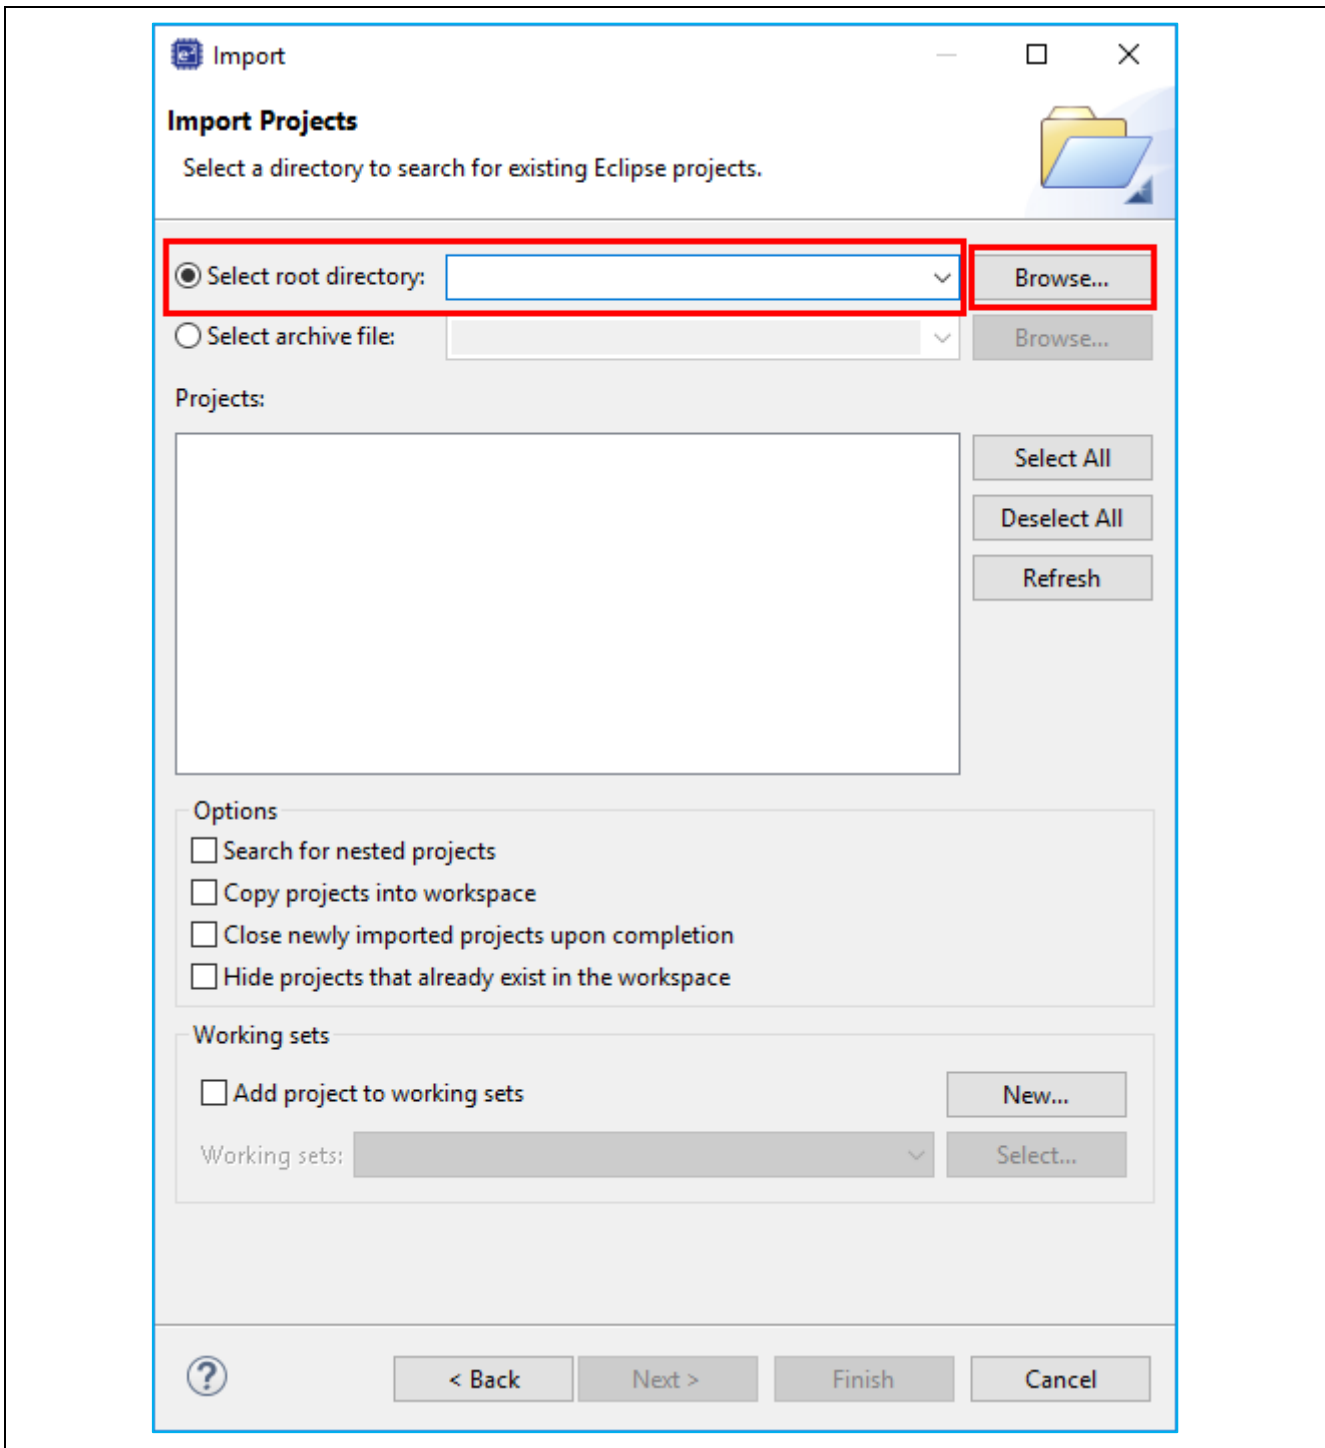 e²
Import
Import Projects
Select a directory to search for existing Eclipse projects.
Select root directory:
Browse...
Select archive file:
Browse...
Projects:
Select All
Deselect All
Refresh
Options
Search for nested projects
Copy projects into workspace
Close newly imported projects upon completion
Hide projects that already exist in the workspace
Working sets
Add project to working sets
New...
Working sets:
Select...
?
< Back
Next >
Finish
Cancel